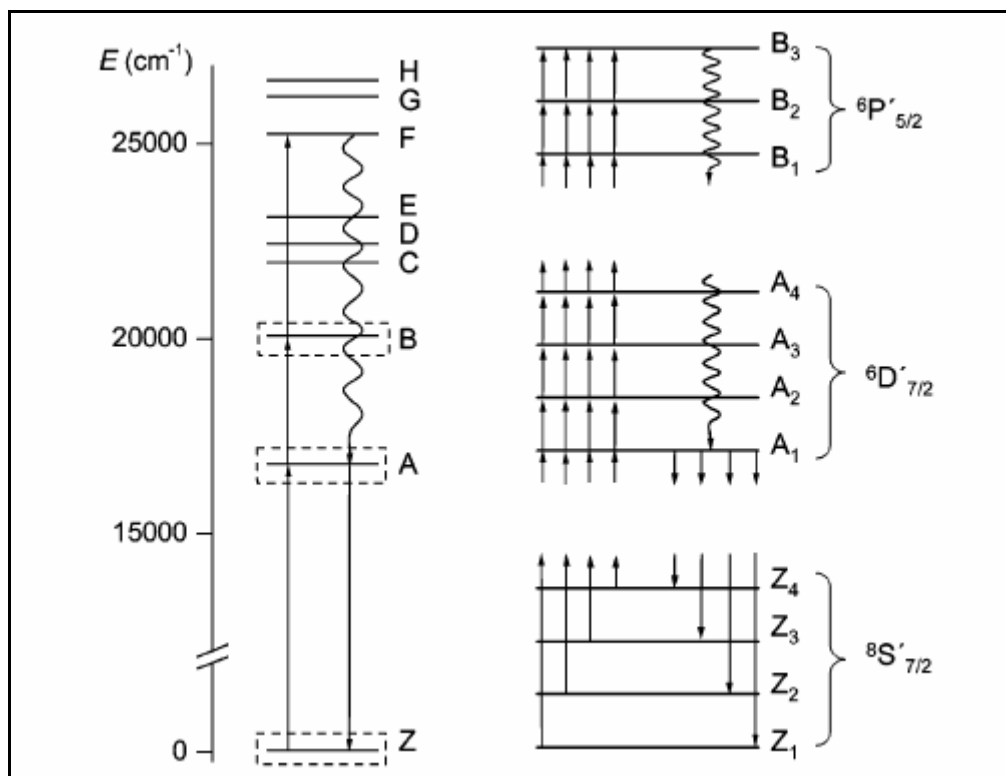 E (cm⁻¹)
H
G
F
25000
E
D
C
20000
B
A
15000
Z
0
B₃
B₂
B₁
⁶P´₅/₂
A₄
A₃
A₂
A₁
⁶D´₇/₂
Z₄
Z₃
Z₂
Z₁
⁸S´₇/₂